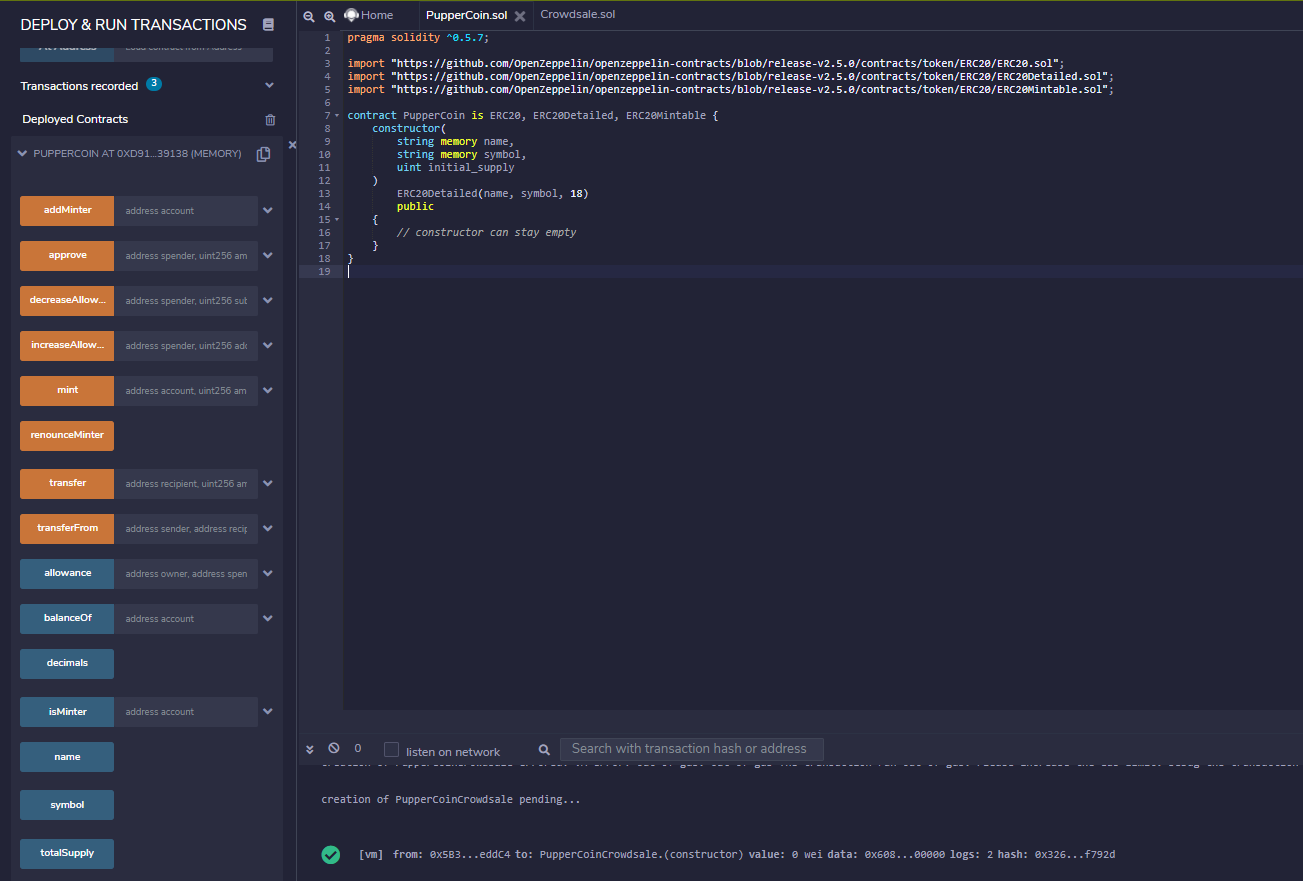 DEPLOY & RUN TRANSACTIONS
At Address
Transactions recorded 3
Deployed Contracts
PUPPERCOIN AT 0XD91...39138 (MEMORY)
addMinter address account
approve address spender, uint256 am
decreaseAllow... address spender, uint256 sub
increaseAllow... address spender, uint256 adc
mint address account, uint256 am
renounceMinter
transfer address recipient, uint256 am
transferFrom address sender, address recip
allowance address owner, address spen
balanceOf address account
decimals
isMinter address account
name
symbol
totalSupply
Home PupperCoin.sol Crowdsale.sol
1 pragma solidity ^0.5.7;
2
3 import "https://github.com/OpenZeppelin/openzeppelin-contracts/blob/release-v2.5.0/contracts/token/ERC20/ERC20.sol";
4 import "https://github.com/OpenZeppelin/openzeppelin-contracts/blob/release-v2.5.0/contracts/token/ERC20/ERC20Detailed.sol";
5 import "https://github.com/OpenZeppelin/openzeppelin-contracts/blob/release-v2.5.0/contracts/token/ERC20/ERC20Mintable.sol";
6
7 contract PupperCoin is ERC20, ERC20Detailed, ERC20Mintable {
8 constructor(
9 string memory name,
10 string memory symbol,
11 uint initial_supply
12 )
13 ERC20Detailed(name, symbol, 18)
14 public
15 {
16 // constructor can stay empty
17 }
18 }
19
0 listen on network Search with transaction hash or address
creation of PupperCoinCrowdsale pending...
[vm] from: 0x5B3...eddC4 to: PupperCoinCrowdsale.(constructor) value: 0 wei data: 0x608...00000 logs: 2 hash: 0x326...f792d